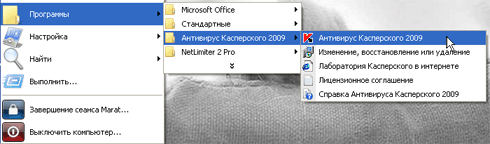 Программы
Настройка
Найти
Выполнить...
Завершение сеанса Marat...
Выключить компьютер...
Microsoft Office
Стандартные
Антивирус Касперского 2009
NetLimiter 2 Pro
Антивирус Касперского 2009
Изменение, восстановление или удаление
Лаборатория Касперского в интернете
Лицензионное соглашение
Справка Антивируса Касперского 2009